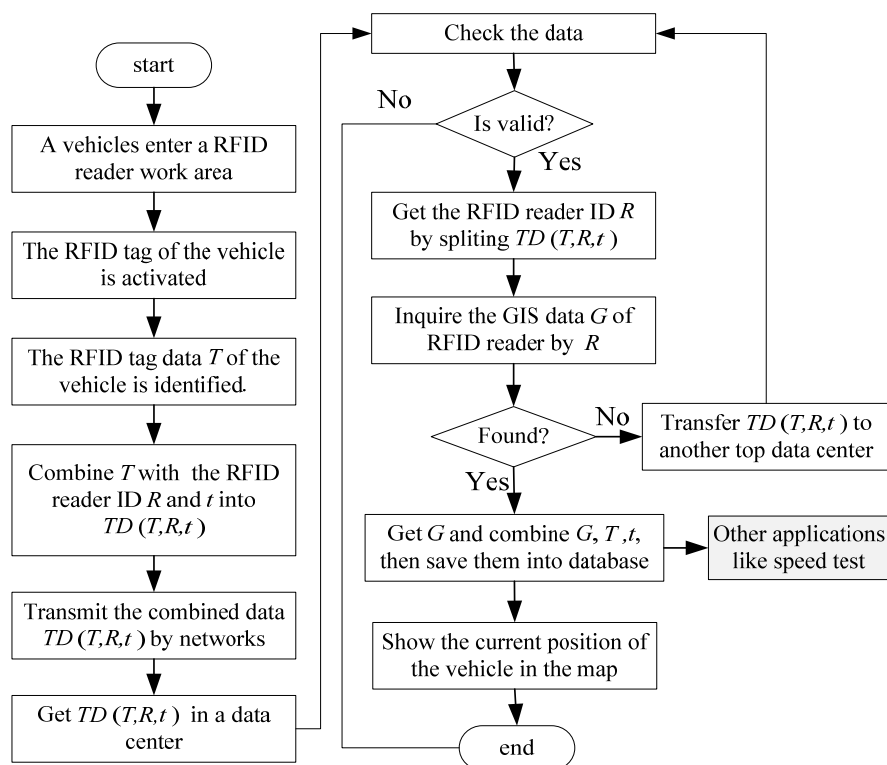 start
A vehicles enter a RFID
reader work area
The RFID tag of the vehicle
is activated
The RFID tag data T of the
vehicle is identified.
Combine T with the RFID
reader ID R and t into
TD (T,R,t)
Transmit the combined data
TD (T,R,t) by networks
Get TD (T,R,t) in a data
center
Check the data
No
Is valid?
Yes
Get the RFID reader ID R
by spliting TD (T,R,t)
Inquire the GIS data G of
RFID reader by R
Found?
No
Transfer TD (T,R,t) to
another top data center
Yes
Get G and combine G, T ,t,
then save them into database
Other applications
like speed test
Show the current position of
the vehicle in the map
end